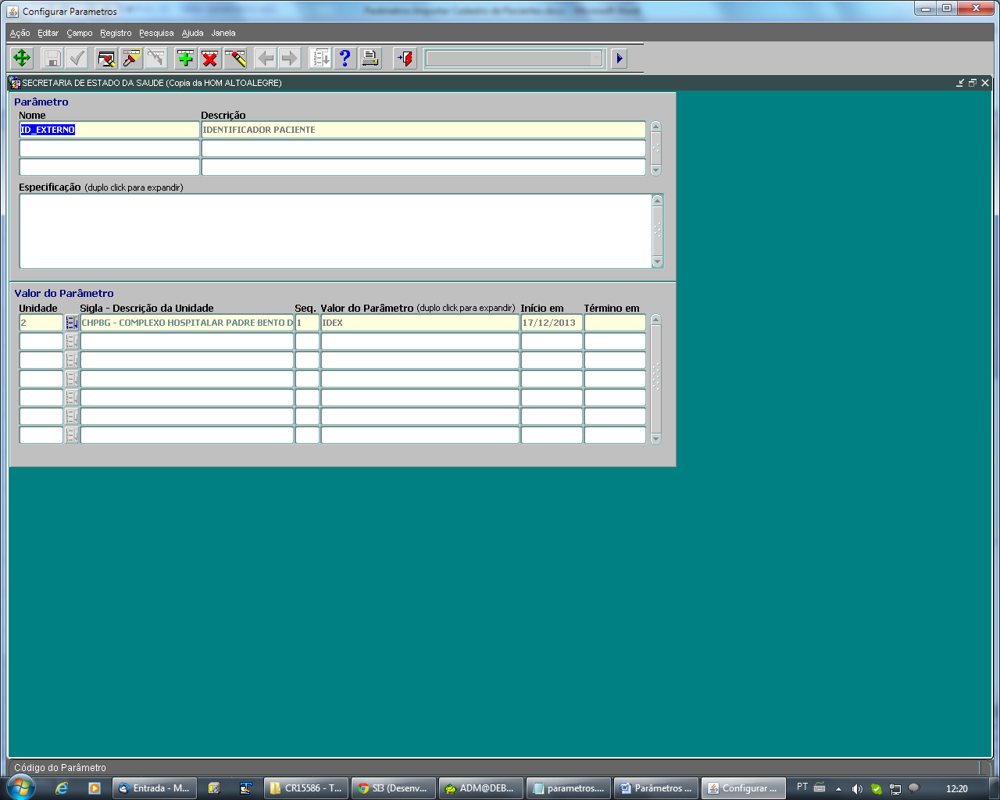 Configurar Parametros
Ação Editar Campo Registro Pesquisa Ajuda Janela
SECRETARIA DE ESTADO DA SAUDE (Copia da HOM ALTOALEGRE)
Parâmetro
Nome Descrição
ID_EXTERNO IDENTIFICADOR PACIENTE
Especificação (duplo click para expandir)
Valor do Parâmetro
Unidade Sigla - Descrição da Unidade Seq. Valor do Parâmetro (duplo click para expandir) Início em Término em
2 CHPBG - COMPLEXO HOSPITALAR PADRE BENTO D 1 IDEX 17/12/2013
Código do Parâmetro
Entrada - M... CR15586 - T... SI3 (Desenv... ADM@DEB... parametros.... Parâmetros ... Configurar ... PT 12:20